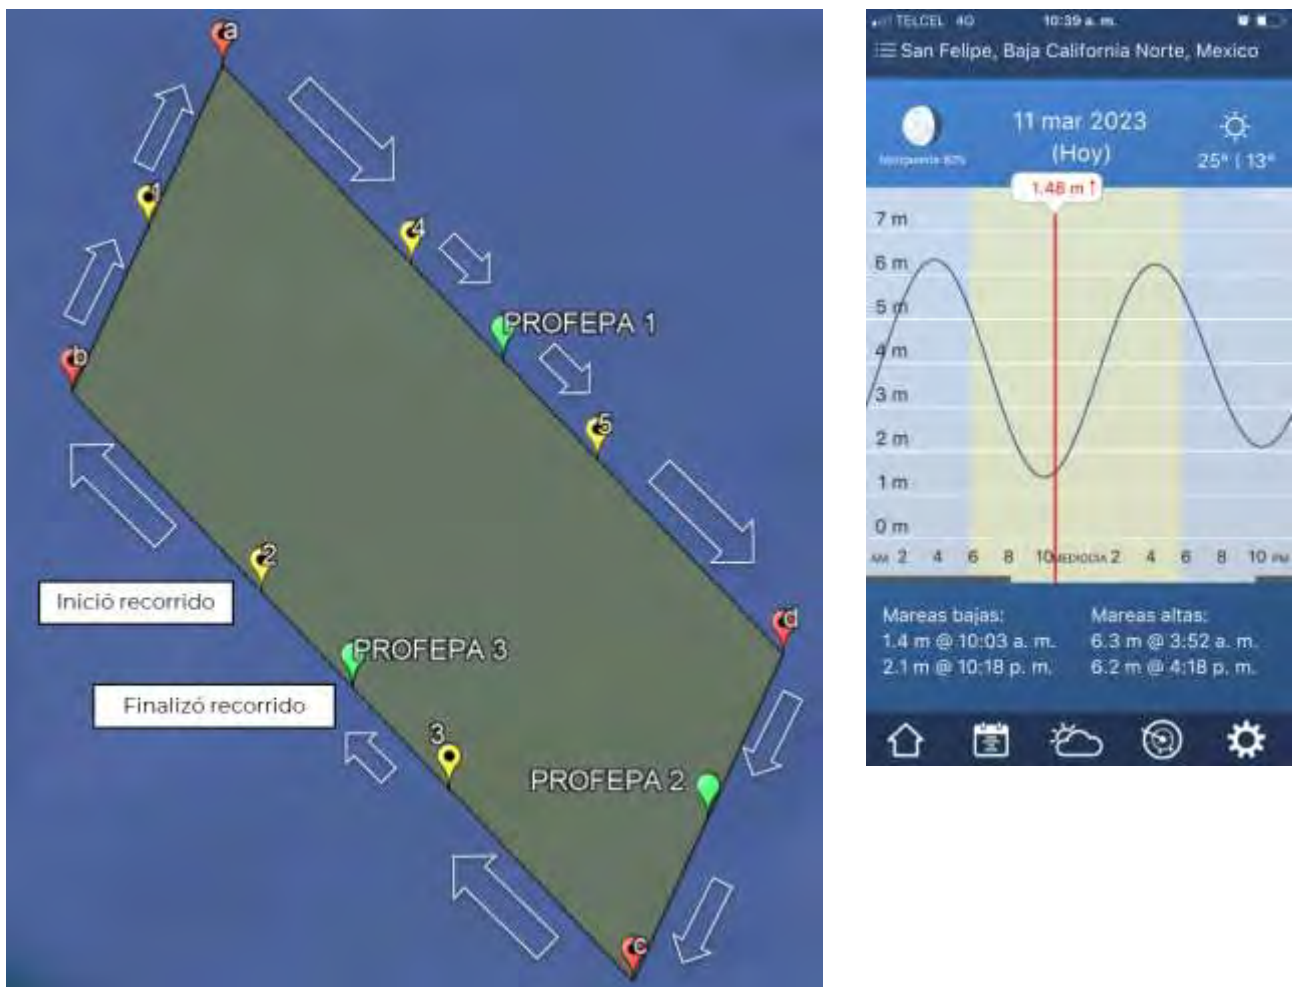 a
1
4
PROFEPA 1
b
5
2
Inició recorrido
d
PROFEPA 3
Finalizó recorrido
3
PROFEPA 2
c
TELCEL 4G 10:39 a. m.
San Felipe, Baja California Norte, Mexico
11 mar 2023
(Hoy)
25° | 13°
1.48 m ↑
7 m
6 m
5 m
4 m
3 m
2 m
1 m
0 m
AM 2 4 6 8 10 MEDIODIA 2 4 6 8 10 PM
Mareas bajas: Mareas altas:
1.4 m @ 10:03 a. m. 6.3 m @ 3:52 a. m.
2.1 m @ 10:18 p. m. 6.2 m @ 4:18 p. m.